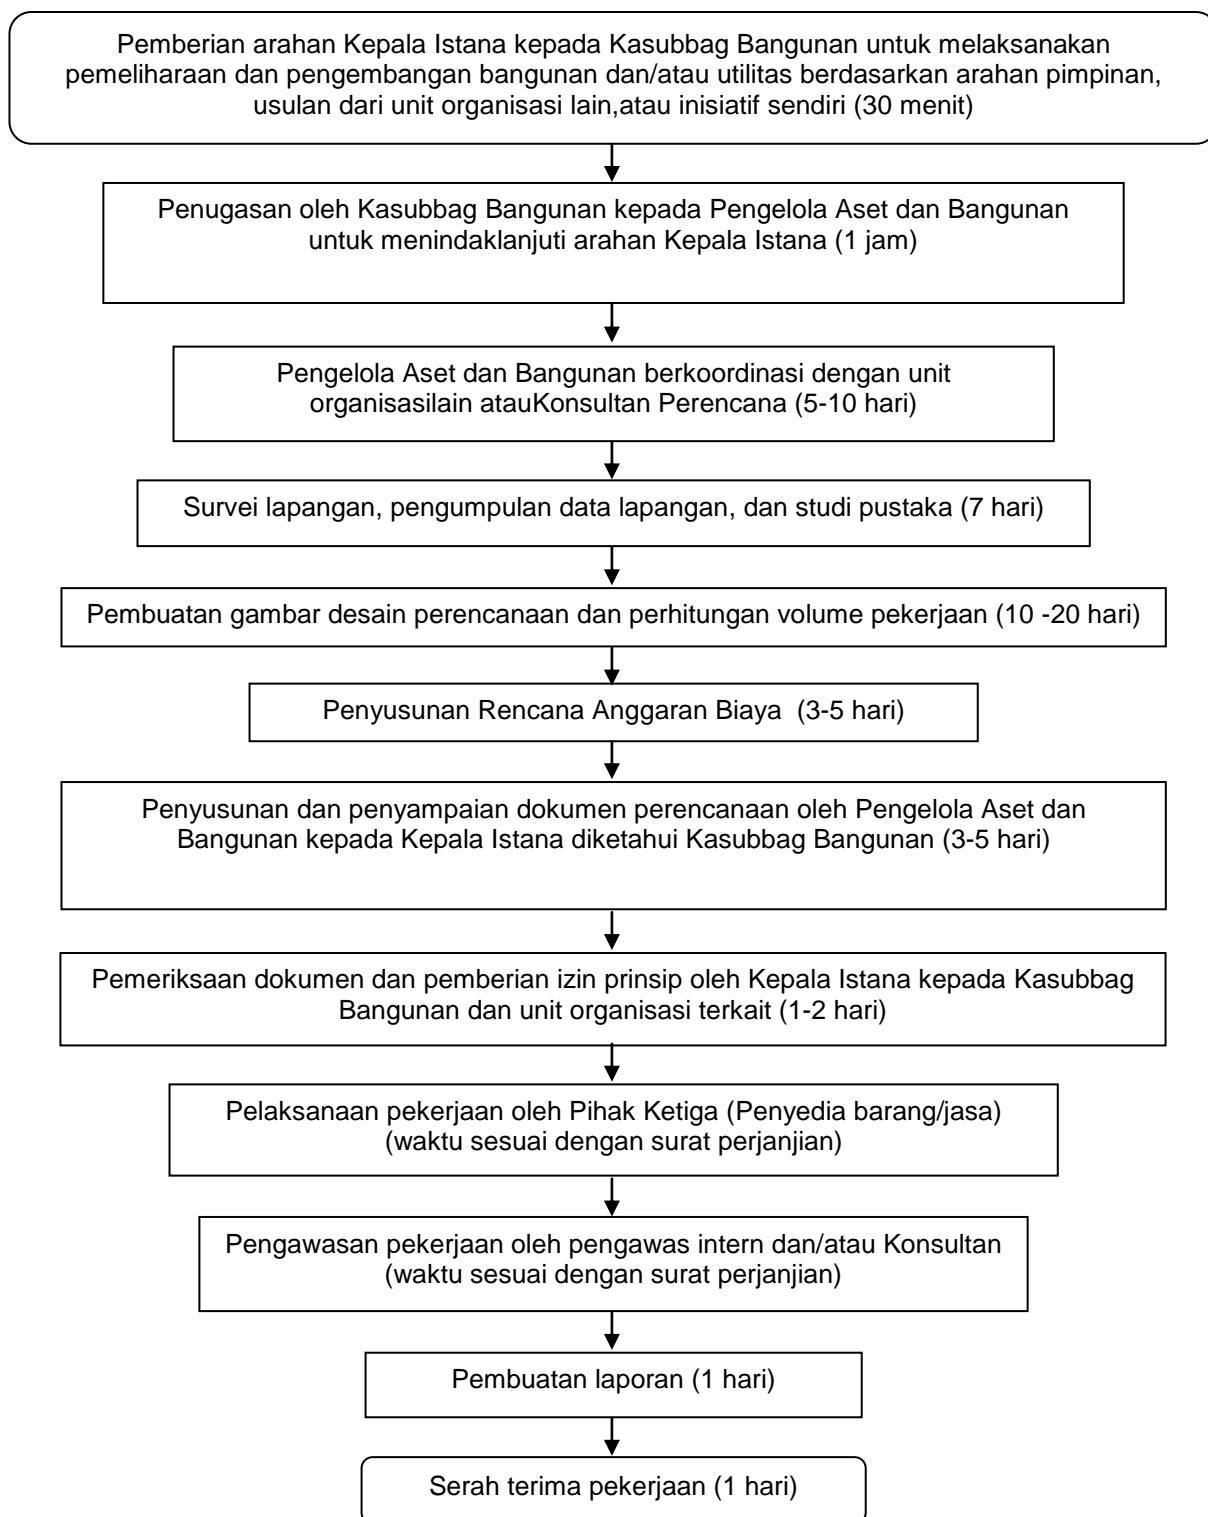 Pemberian arahan Kepala Istana kepada Kasubbag Bangunan untuk melaksanakan
pemeliharaan dan pengembangan bangunan dan/atau utilitas berdasarkan arahan pimpinan,
usulan dari unit organisasi lain,atau inisiatif sendiri (30 menit)
Penugasan oleh Kasubbag Bangunan kepada Pengelola Aset dan Bangunan
untuk menindaklanjuti arahan Kepala Istana (1 jam)
Pengelola Aset dan Bangunan berkoordinasi dengan unit
organisasilain atauKonsultan Perencana (5-10 hari)
Survei lapangan, pengumpulan data lapangan, dan studi pustaka (7 hari)
Pembuatan gambar desain perencanaan dan perhitungan volume pekerjaan (10 -20 hari)
Penyusunan Rencana Anggaran Biaya  (3-5 hari)
Penyusunan dan penyampaian dokumen perencanaan oleh Pengelola Aset dan
Bangunan kepada Kepala Istana diketahui Kasubbag Bangunan (3-5 hari)
Pemeriksaan dokumen dan pemberian izin prinsip oleh Kepala Istana kepada Kasubbag
Bangunan dan unit organisasi terkait (1-2 hari)
Pelaksanaan pekerjaan oleh Pihak Ketiga (Penyedia barang/jasa)
(waktu sesuai dengan surat perjanjian)
Pengawasan pekerjaan oleh pengawas intern dan/atau Konsultan
(waktu sesuai dengan surat perjanjian)
Pembuatan laporan (1 hari)
Serah terima pekerjaan (1 hari)